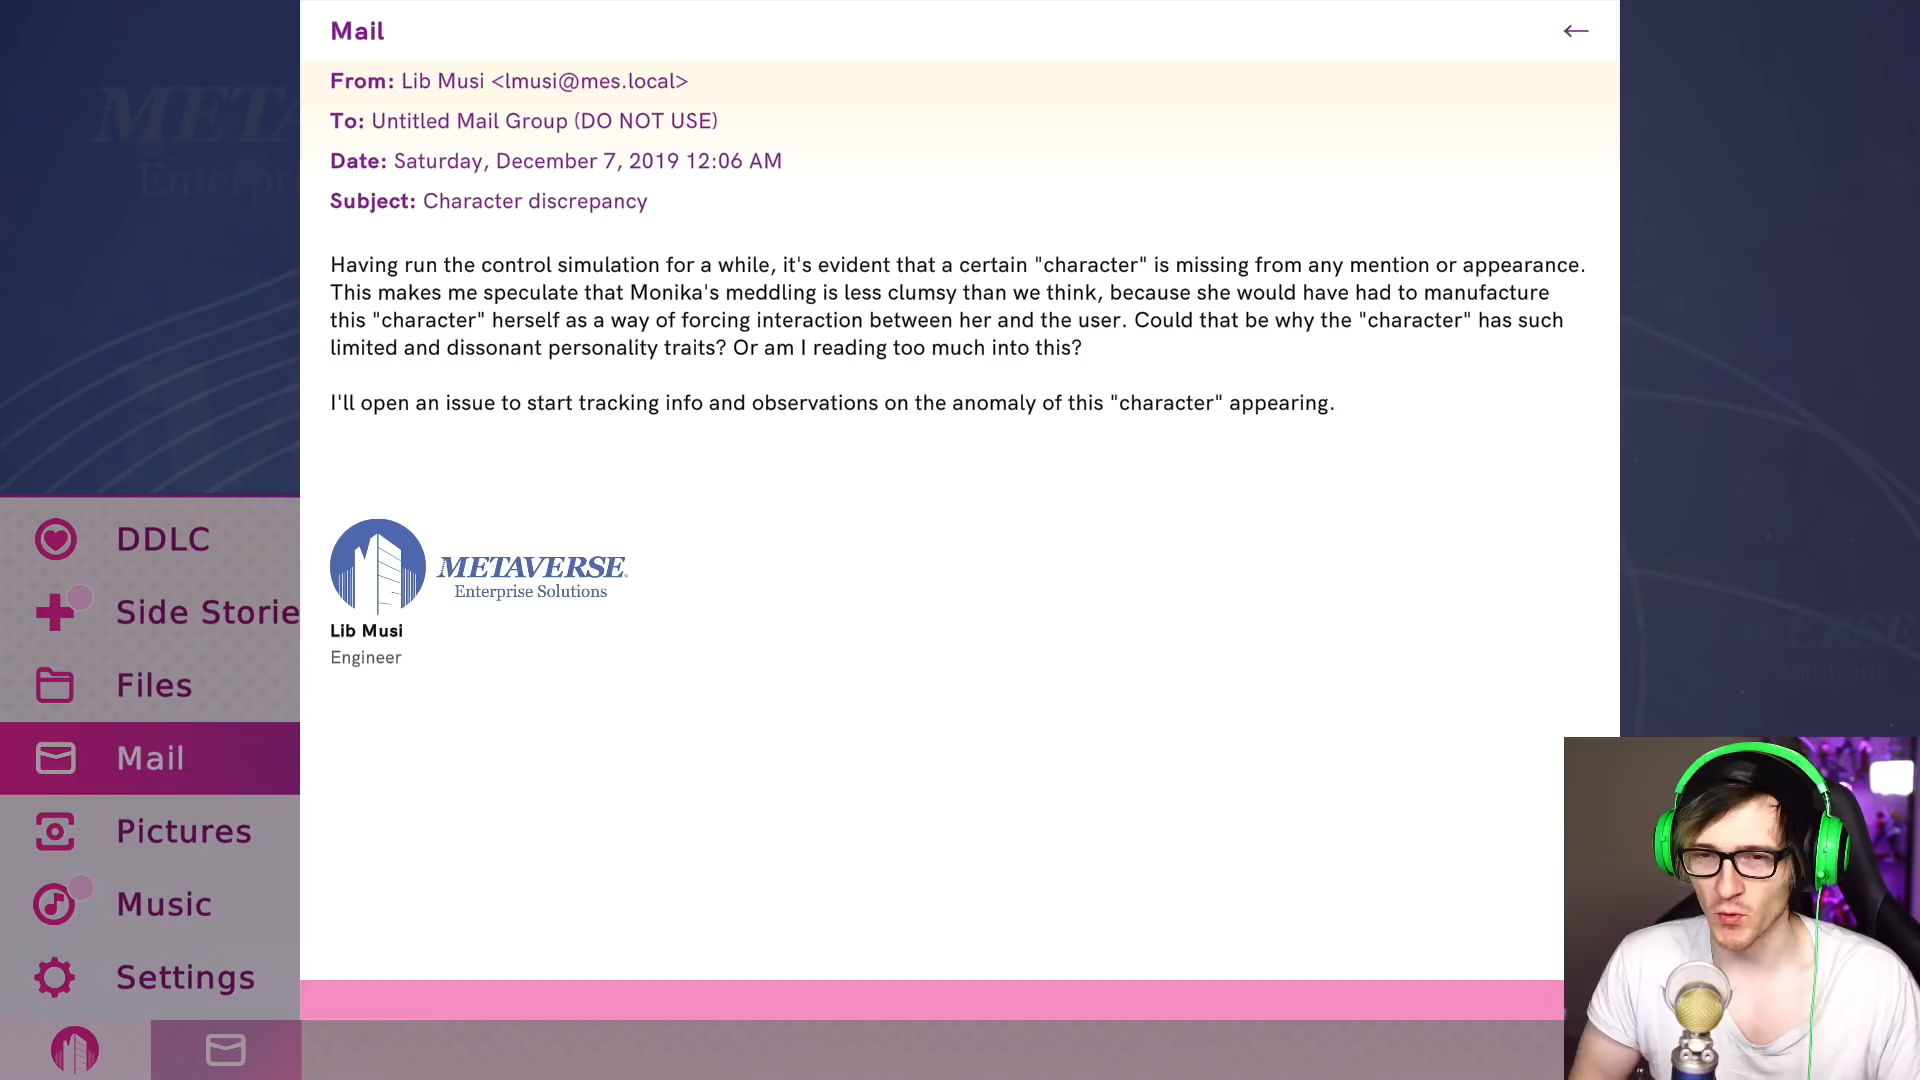 Mail
From: Lib Musi <lmusi@mes.local>
To: Untitled Mail Group (DO NOT USE)
Date: Saturday, December 7, 2019 12:06 AM
Subject: Character discrepancy
Having run the control simulation for a while, it's evident that a certain "character" is missing from any mention or appearance.
This makes me speculate that Monika's meddling is less clumsy than we think, because she would have had to manufacture
this "character" herself as a way of forcing interaction between her and the user. Could that be why the "character" has such
limited and dissonant personality traits? Or am I reading too much into this?
I'll open an issue to start tracking info and observations on the anomaly of this "character" appearing.
METAVERSE
Enterprise Solutions
Lib Musi
Engineer
META
Enterpri
DDLC
Side Storie
Files
Mail
Pictures
Music
Settings